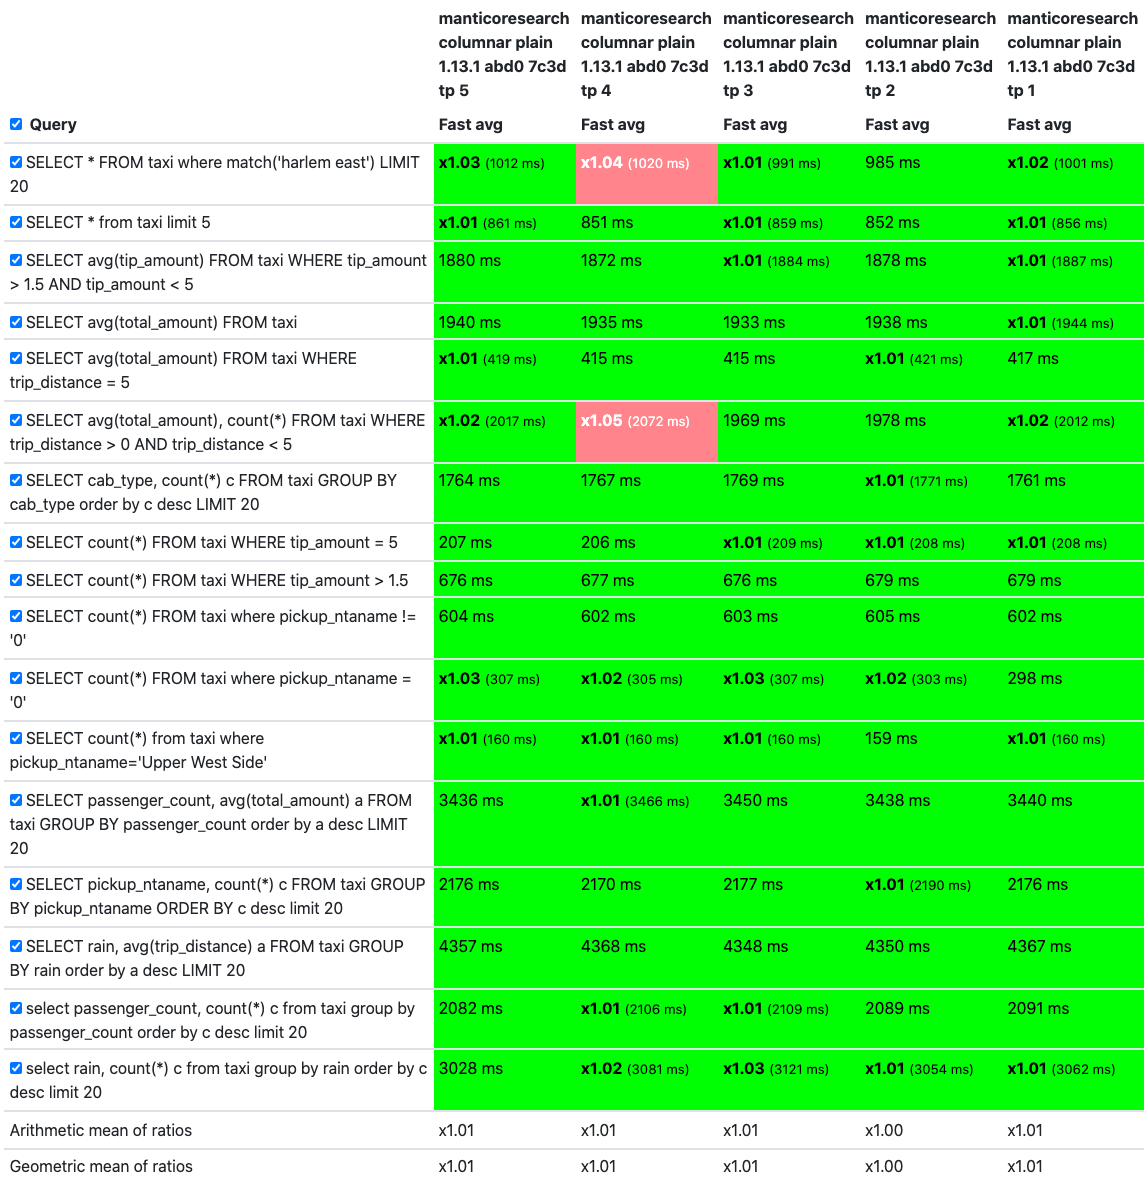 manticoresearch manticoresearch manticoresearch manticoresearch manticoresearch
columnar plain columnar plain columnar plain columnar plain columnar plain
1.13.1 abd0 7c3d 1.13.1 abd0 7c3d 1.13.1 abd0 7c3d 1.13.1 abd0 7c3d 1.13.1 abd0 7c3d
tp 5 tp 4 tp 3 tp 2 tp 1
Query Fast avg Fast avg Fast avg Fast avg Fast avg
SELECT * FROM taxi where match('harlem east') LIMIT x1.03 (1012 ms) x1.04 (1020 ms) x1.01 (991 ms) 985 ms x1.02 (1001 ms)
20
SELECT * from taxi limit 5 x1.01 (861 ms) 851 ms x1.01 (859 ms) 852 ms x1.01 (856 ms)
SELECT avg(tip_amount) FROM taxi WHERE tip_amount 1880 ms 1872 ms x1.01 (1884 ms) 1878 ms x1.01 (1887 ms)
> 1.5 AND tip_amount < 5
SELECT avg(total_amount) FROM taxi 1940 ms 1935 ms 1933 ms 1938 ms x1.01 (1944 ms)
SELECT avg(total_amount) FROM taxi WHERE x1.01 (419 ms) 415 ms 415 ms x1.01 (421 ms) 417 ms
trip_distance = 5
SELECT avg(total_amount), count(*) FROM taxi WHERE x1.02 (2017 ms) x1.05 (2072 ms) 1969 ms 1978 ms x1.02 (2012 ms)
trip_distance > 0 AND trip_distance < 5
SELECT cab_type, count(*) c FROM taxi GROUP BY 1764 ms 1767 ms 1769 ms x1.01 (1771 ms) 1761 ms
cab_type order by c desc LIMIT 20
SELECT count(*) FROM taxi WHERE tip_amount = 5 207 ms 206 ms x1.01 (209 ms) x1.01 (208 ms) x1.01 (208 ms)
SELECT count(*) FROM taxi WHERE tip_amount > 1.5 676 ms 677 ms 676 ms 679 ms 679 ms
SELECT count(*) FROM taxi where pickup_ntaname != 604 ms 602 ms 603 ms 605 ms 602 ms
'0'
SELECT count(*) FROM taxi where pickup_ntaname = x1.03 (307 ms) x1.02 (305 ms) x1.03 (307 ms) x1.02 (303 ms) 298 ms
'0'
SELECT count(*) from taxi where x1.01 (160 ms) x1.01 (160 ms) x1.01 (160 ms) 159 ms x1.01 (160 ms)
pickup_ntaname='Upper West Side'
SELECT passenger_count, avg(total_amount) a FROM 3436 ms x1.01 (3466 ms) 3450 ms 3438 ms 3440 ms
taxi GROUP BY passenger_count order by a desc LIMIT
20
SELECT pickup_ntaname, count(*) c FROM taxi GROUP 2176 ms 2170 ms 2177 ms x1.01 (2190 ms) 2176 ms
BY pickup_ntaname ORDER BY c desc limit 20
SELECT rain, avg(trip_distance) a FROM taxi GROUP 4357 ms 4368 ms 4348 ms 4350 ms 4367 ms
BY rain order by a desc LIMIT 20
select passenger_count, count(*) c from taxi group by 2082 ms x1.01 (2106 ms) x1.01 (2109 ms) 2089 ms 2091 ms
passenger_count order by c desc limit 20
select rain, count(*) c from taxi group by rain order by c 3028 ms x1.02 (3081 ms) x1.03 (3121 ms) x1.01 (3054 ms) x1.01 (3062 ms)
desc limit 20
Arithmetic mean of ratios x1.01 x1.01 x1.01 x1.00 x1.01
Geometric mean of ratios x1.01 x1.01 x1.01 x1.00 x1.01